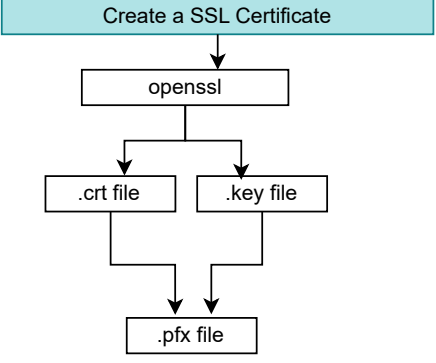 Create a SSL Certificate
openssl
.crt file
.key file
.pfx file